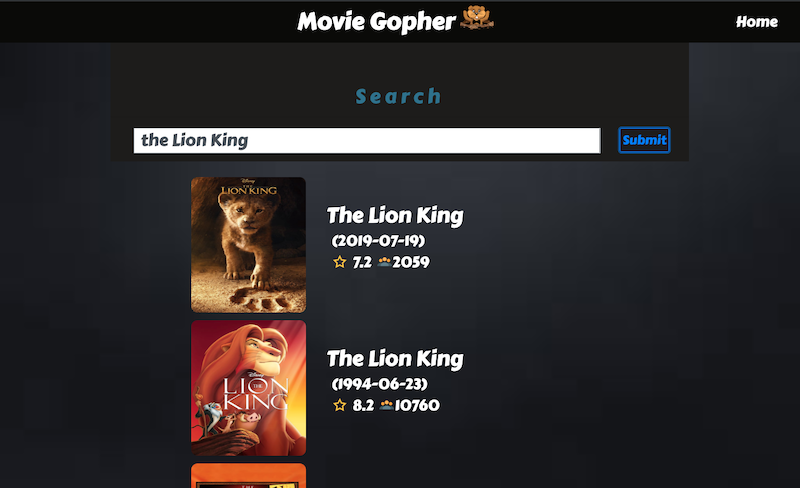 Movie Gopher
Home
Search
the Lion King
Submit
Disney
THE
LION KING
The Lion King
(2019-07-19)
7.2 2059
Disney
THE
LION
KING
The Lion King
(1994-06-23)
8.2 10760